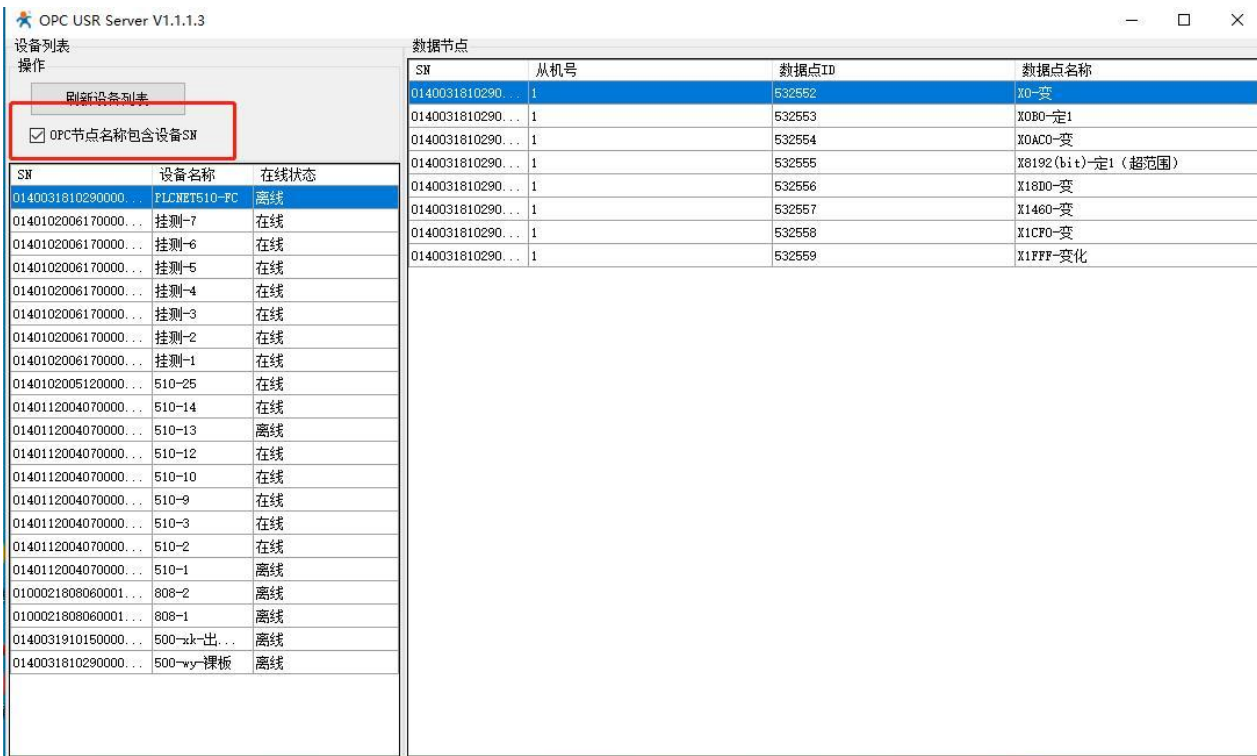 OPC USR Server V1.1.1.3
设备列表
操作
刷新设备列表
OPC节点名称包含设备SN
SN 设备名称 在线状态
0140031810290000... PLCNET510-FC 离线
0140102006170000... 挂测-7 在线
0140102006170000... 挂测-6 在线
0140102006170000... 挂测-5 在线
0140102006170000... 挂测-4 在线
0140102006170000... 挂测-3 在线
0140102006170000... 挂测-2 在线
0140102006170000... 挂测-1 在线
0140102005120000... 510-25 在线
0140112004070000... 510-14 在线
0140112004070000... 510-13 离线
0140112004070000... 510-12 在线
0140112004070000... 510-10 在线
0140112004070000... 510-9 在线
0140112004070000... 510-3 在线
0140112004070000... 510-2 在线
0140112004070000... 510-1 离线
0100021808060001... 808-2 离线
0100021808060001... 808-1 离线
0140031910150000... 500-xk-出... 离线
0140031810290000... 500-wy-裸板 离线
数据节点
SN 从机号 数据点ID 数据点名称
0140031810290... 1 532552 X0-变
0140031810290... 1 532553 X0B0-定1
0140031810290... 1 532554 X0AC0-变
0140031810290... 1 532555 X8192(bit)-定1（超范围）
0140031810290... 1 532556 X18D0-变
0140031810290... 1 532557 X1460-变
0140031810290... 1 532558 X1CF0-变
0140031810290... 1 532559 X1FFF-变化